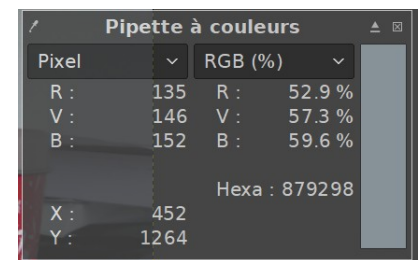 Pipette à couleurs
Pixel RGB (%)
R : 135 R : 52.9 %
V : 146 V : 57.3 %
B : 152 B : 59.6 %
Hexa : 879298
X : 452
Y : 1264